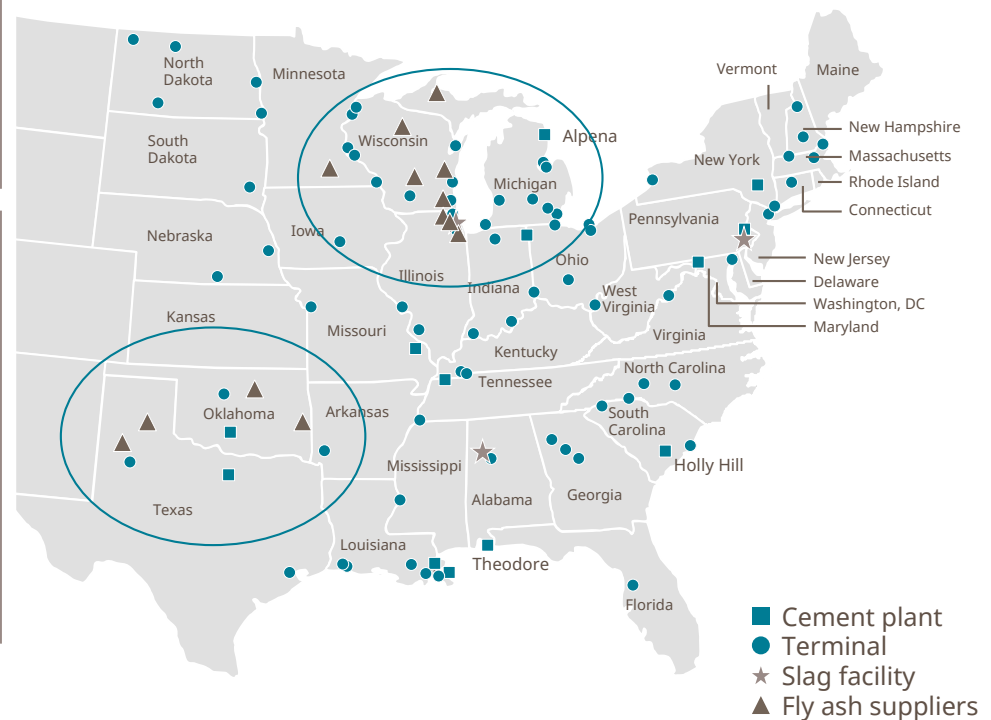 North
Dakota
Minnesota
Vermont
Maine
South
Dakota
Wisconsin
Alpena
New Hampshire
New York
Massachusetts
Michigan
Rhode Island
Connecticut
Pennsylvania
Nebraska
Iowa
Ohio
New Jersey
Illinois
Indiana
Delaware
West
Virginia
Washington, DC
Kansas
Missouri
Virginia
Maryland
Kentucky
North Carolina
Tennessee
Oklahoma
Arkansas
South
Carolina
Mississippi
Holly Hill
Alabama
Georgia
Texas
Louisiana
Theodore
Florida
Cement plant
Terminal
Slag facility
Fly ash suppliers